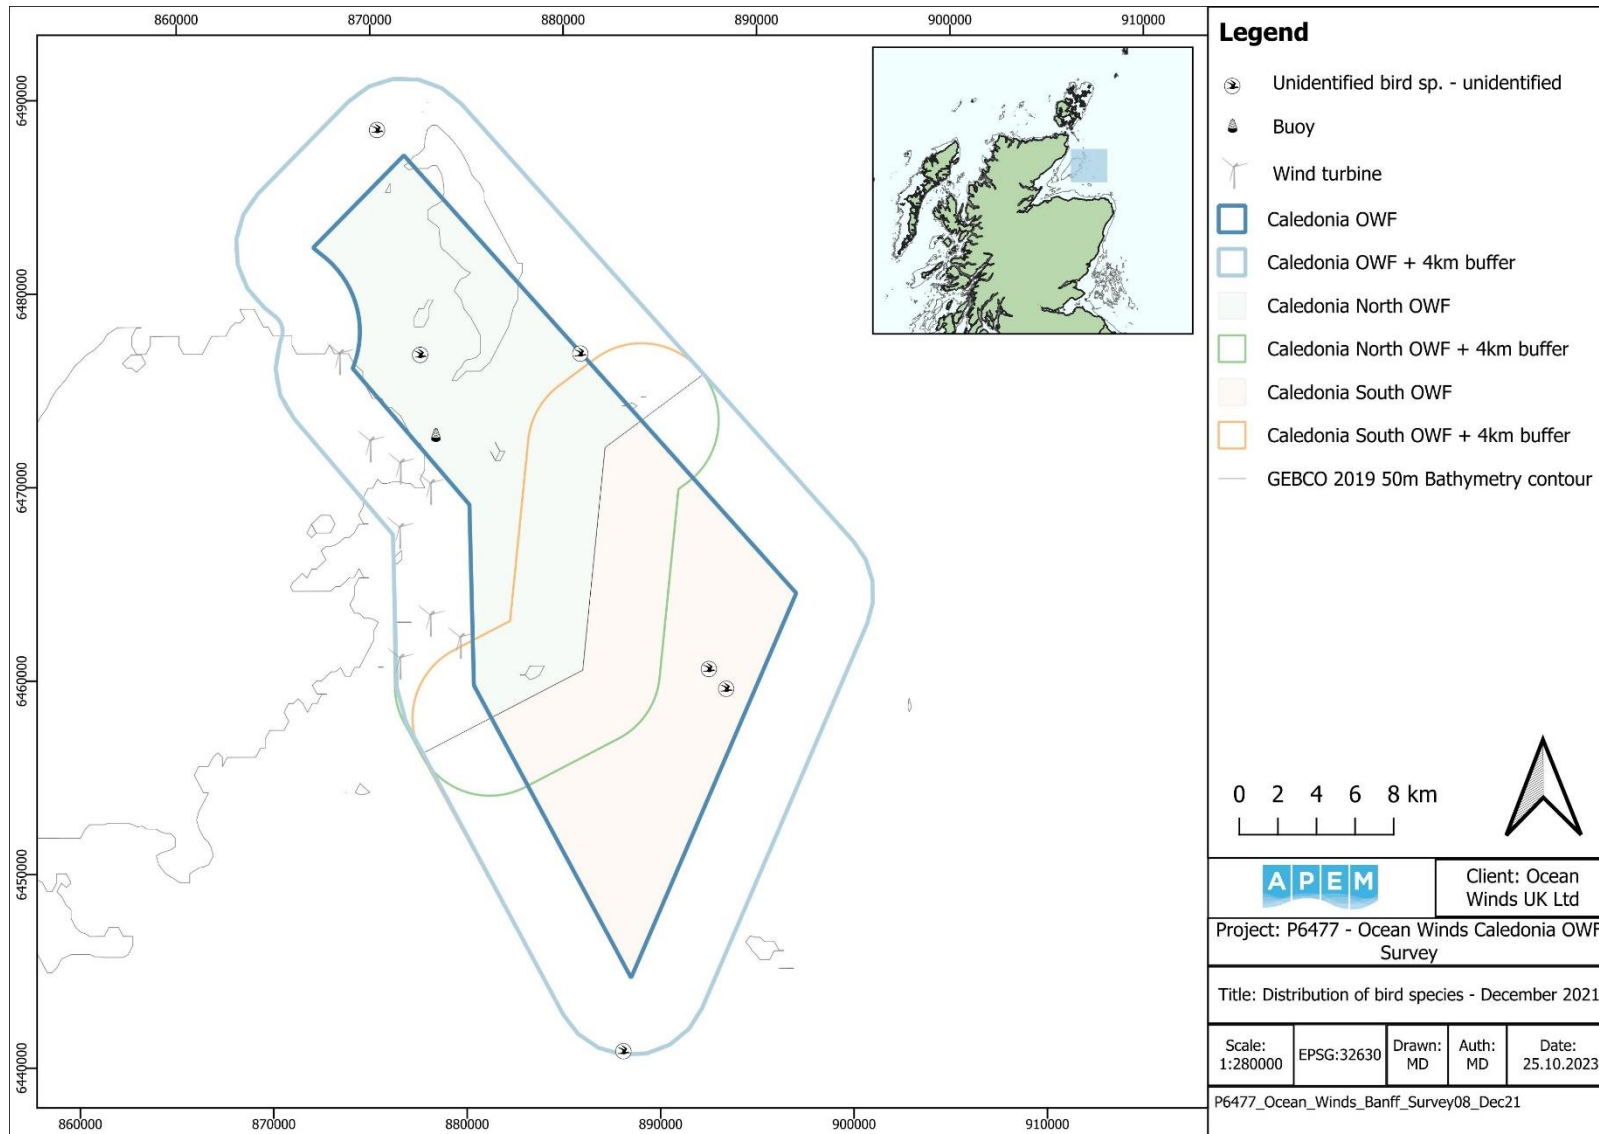 860000 870000 880000 890000 900000 910000
6490000
6480000
6470000
6460000
6450000
6440000
860000 870000 880000 890000 900000 910000
Legend
Unidentified bird sp. - unidentified
Buoy
Wind turbine
Caledonia OWF
Caledonia OWF + 4km buffer
Caledonia North OWF
Caledonia North OWF + 4km buffer
Caledonia South OWF
Caledonia South OWF + 4km buffer
GEBCO 2019 50m Bathymetry contour
0 2 4 6 8 km
APEM
Client: Ocean
Winds UK Ltd
Project: P6477 - Ocean Winds Caledonia OWF
Survey
Title: Distribution of bird species - December 2021
Scale:
1:280000
EPSG:32630
Drawn:
MD
Auth:
MD
Date:
25.10.2023
P6477_Ocean_Winds_Banff_Survey08_Dec21